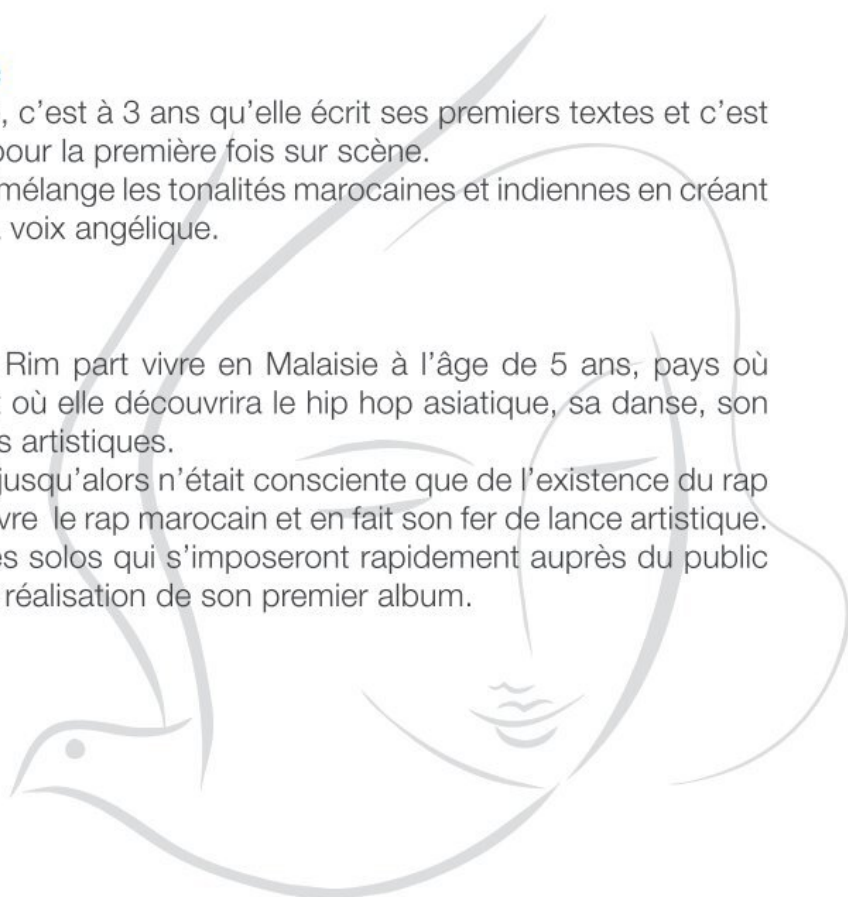 , c’est à 3 ans qu’elle écrit ses premiers textes et c’est
pour la première fois sur scène.
mélange les tonalités marocaines et indiennes en créant
voix angélique.
Rim part vivre en Malaisie à l’âge de 5 ans, pays où
où elle découvrira le hip hop asiatique, sa danse, son
s artistiques.
jusqu’alors n’était consciente que de l’existence du rap
vre le rap marocain et en fait son fer de lance artistique.
es solos qui s’imposeront rapidement auprès du public
réalisation de son premier album.